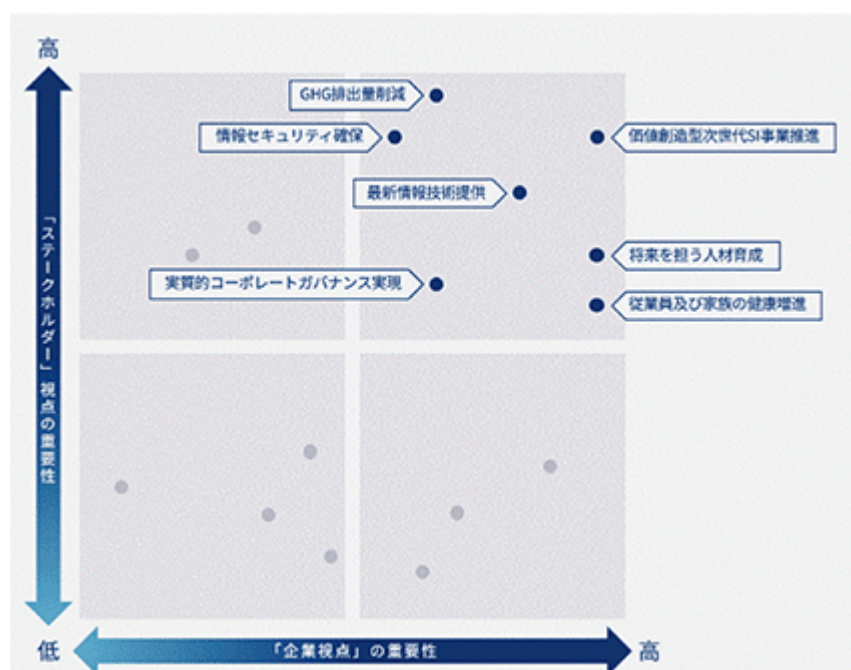 高
GHG排出量削減
情報セキュリティ確保
価値創造型次世代SI事業推進
最新情報技術提供
将来を担う人材育成
実質的コーポレートガバナンス実現
従業員及び家族の健康増進
「ステークホルダー」視点の重要性
低
「企業視点」の重要性
高